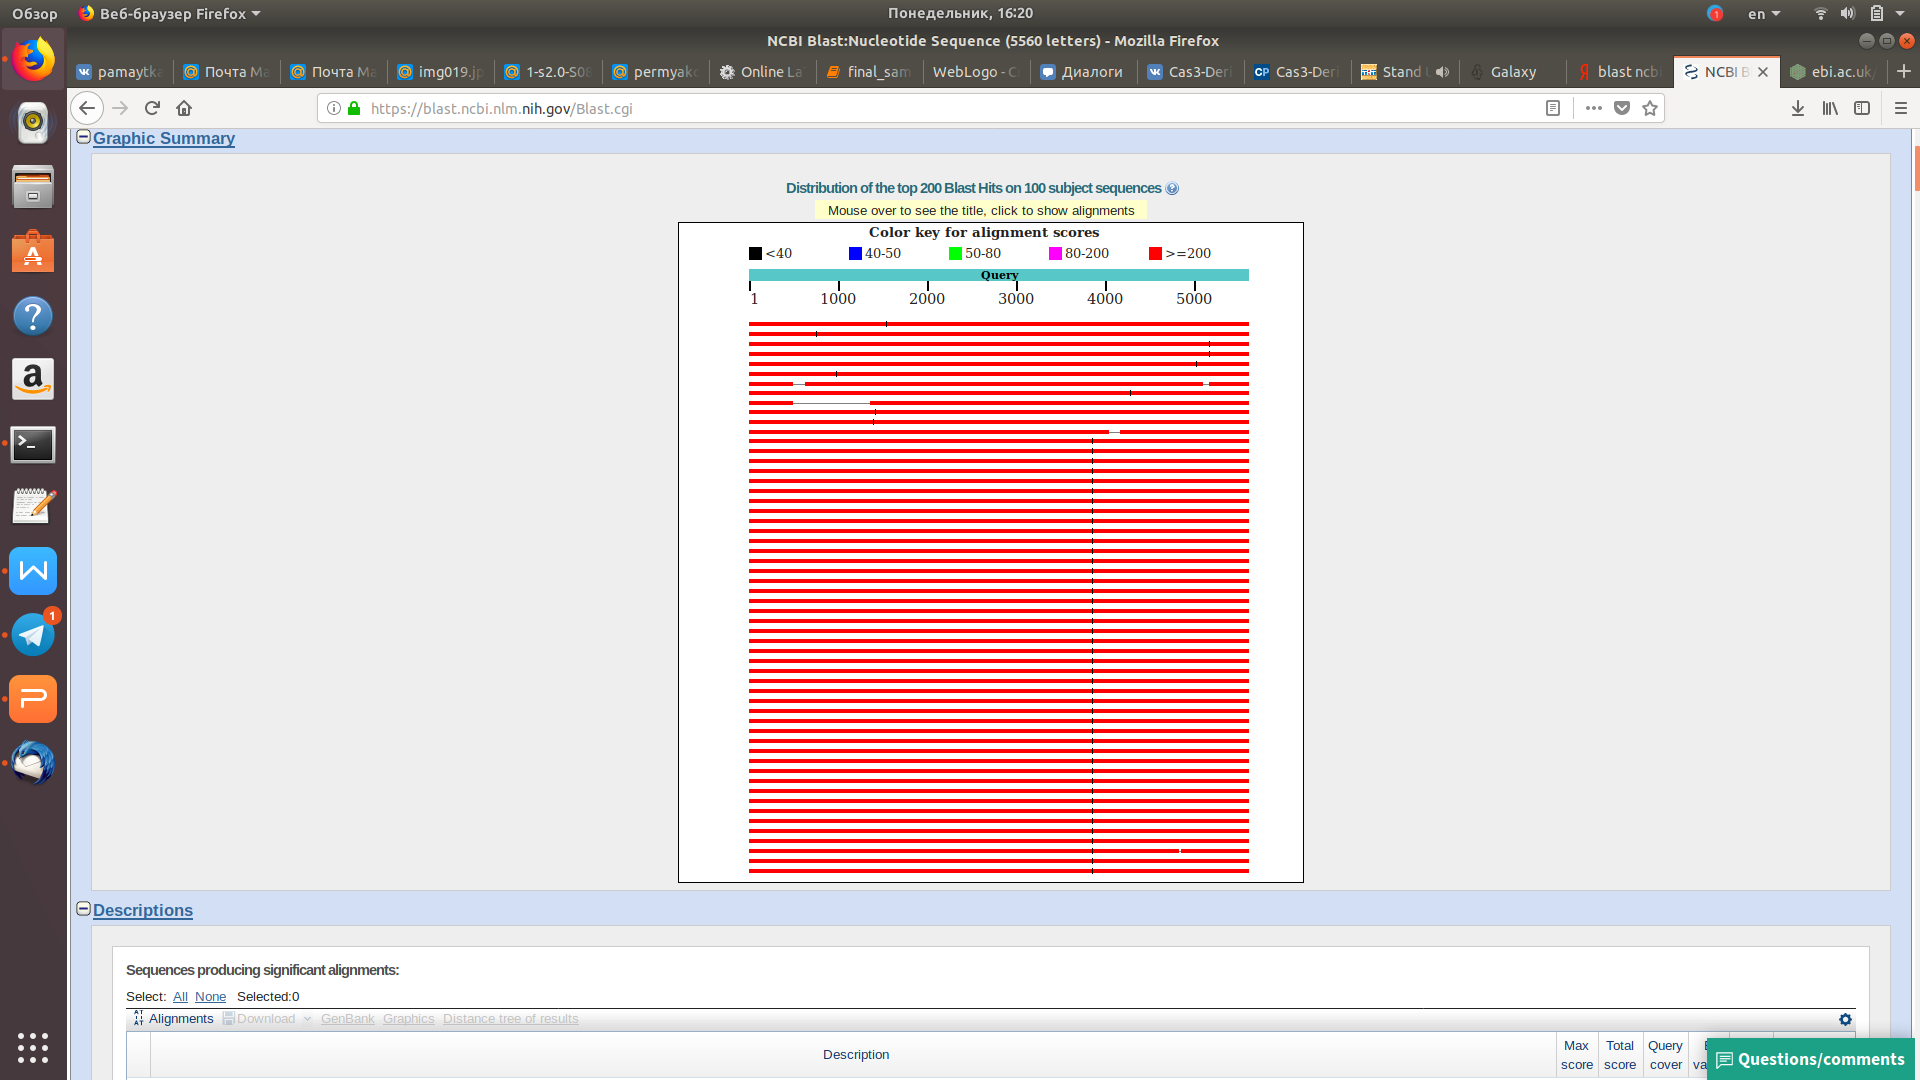 Обзор Веб-браузер Firefox Понедельник, 16:20 1 en
NCBI Blast:Nucleotide Sequence (5560 letters) - Mozilla Firefox
pamaytka Почта Ma Почта Ma img019.jp 1-s2.0-S08 permyako Online La final_sam WebLogo - C Диалоги Cas3-Deri Cas3-Deri Stand U Galaxy blast ncbi NCBI B ebi.ac.uk/
https://blast.ncbi.nlm.nih.gov/Blast.cgi
Graphic Summary
Distribution of the top 200 Blast Hits on 100 subject sequences
Mouse over to see the title, click to show alignments
Color key for alignment scores
<40 40-50 50-80 80-200 >=200
Query
1 1000 2000 3000 4000 5000
1
Descriptions
Sequences producing significant alignments:
Select: All None Selected:0
Alignments Download GenBank Graphics Distance tree of results
Description
Max score
Total score
Query cover
Questions/comments